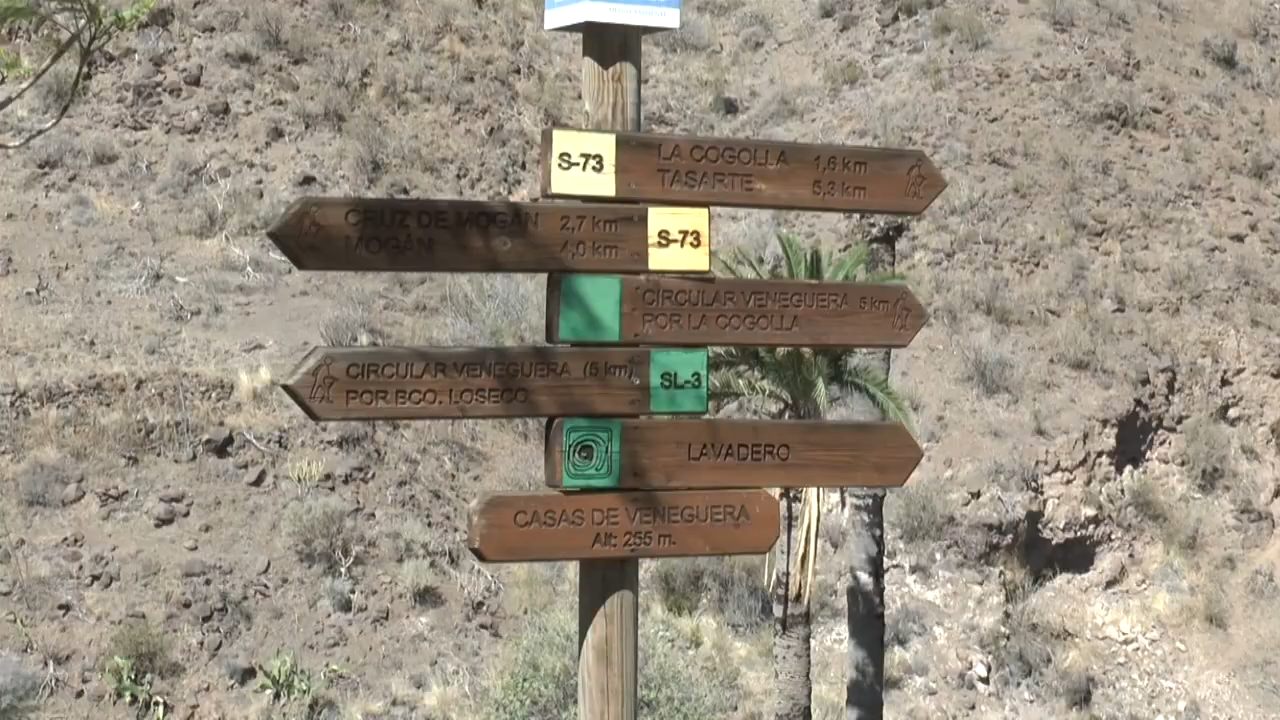 S-73
LA COGOLLA 1,6 km
TASARTE 5,3 km
CRUZ DE MOGÁN 2,7 km
MOGÁN 4,0 km
S-73
CIRCULAR VENEGUERA 5 km
POR LA COGOLLA
CIRCULAR VENEGUERA (5 km)
POR BCO. LOSECO
SL-3
LAVADERO
CASAS DE VENEGUERA
Alt: 255 m.